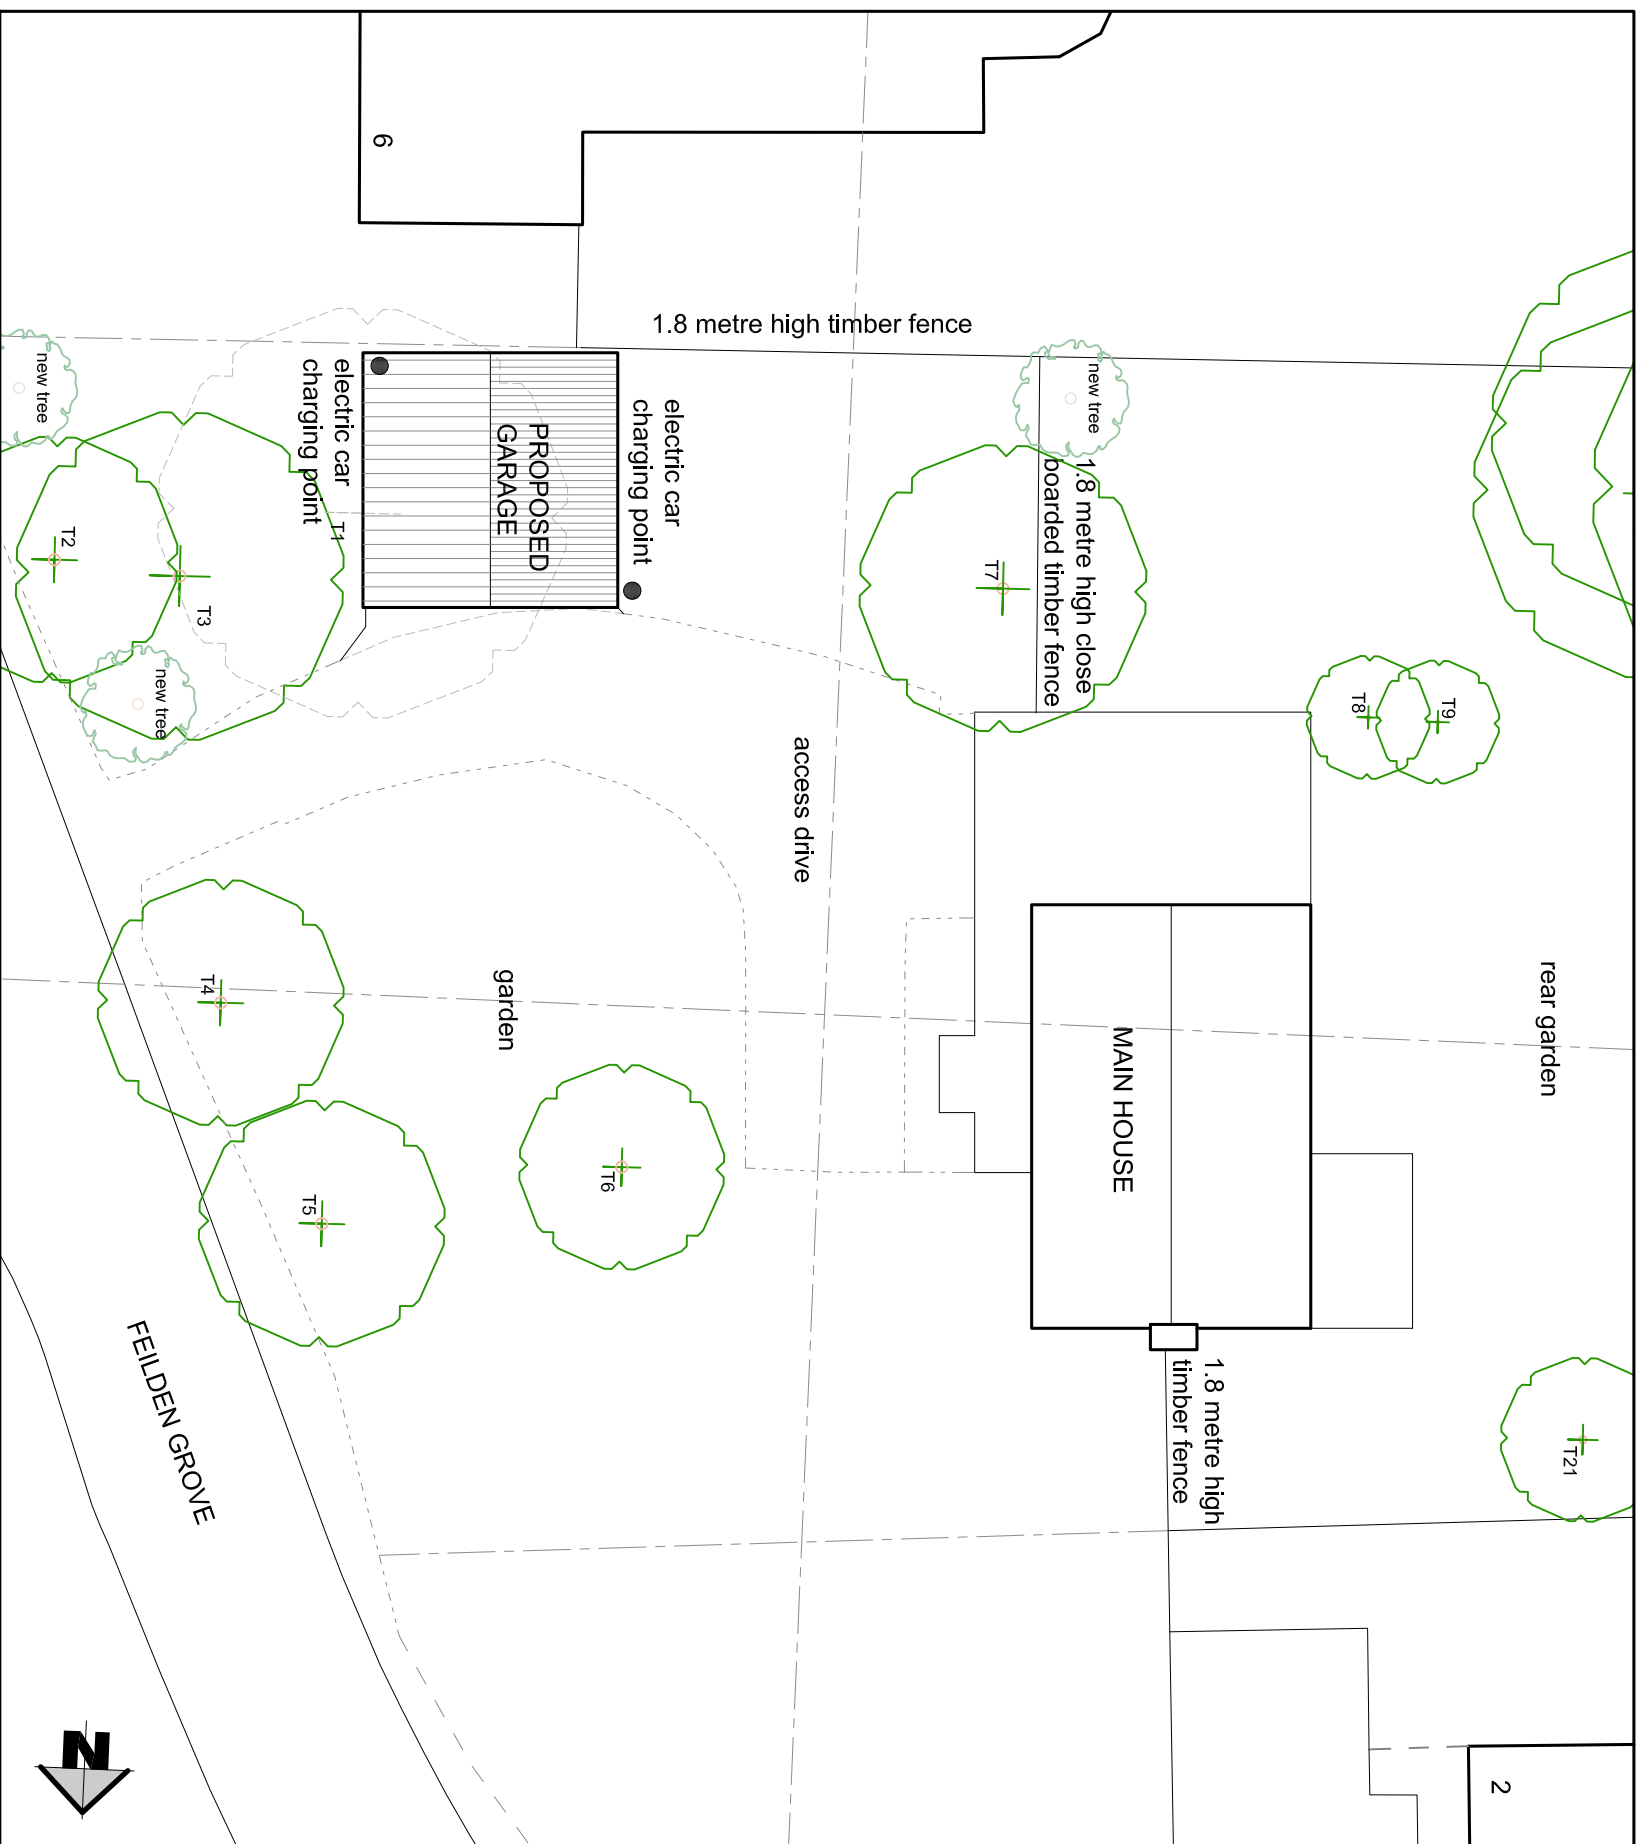 6
1.8 metre high timber fence
new tree
electric car
charging point
PROPOSED
GARAGE
electric car
charging point
new tree
1.8 metre high close
boarded timber fence
T1
T2
T3
new tree
T7
T8
T9
access drive
rear garden
garden
MAIN HOUSE
T4
T5
T6
1.8 metre high
timber fence
T21
FEILDEN GROVE
N
2